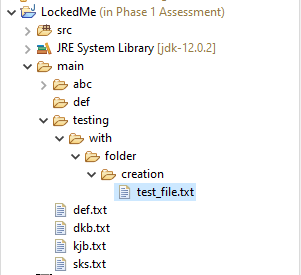 LockedMe (in Phase 1 Assessment)
src
JRE System Library [jdk-12.0.2]
main
abc
def
testing
with
folder
creation
test_file.txt
def.txt
dkb.txt
kjb.txt
sks.txt